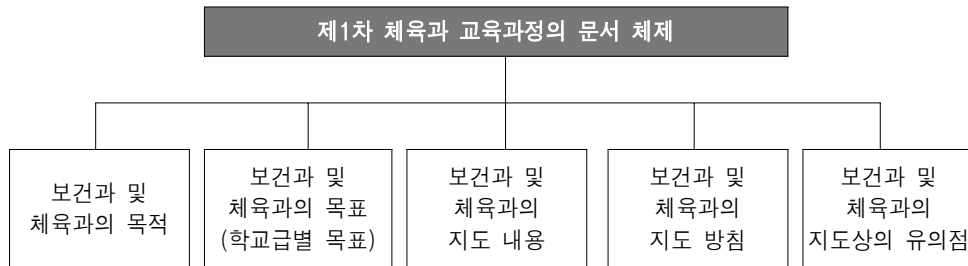 제1차 체육과 교육과정의 문서 체제
보건과 및
체육과의 목적
보건과 및
체육과의 목표
(학교급별 목표)
보건과 및
체육과의
지도 내용
보건과 및
체육과의
지도 방침
보건과 및
체육과의
지도상의 유의점